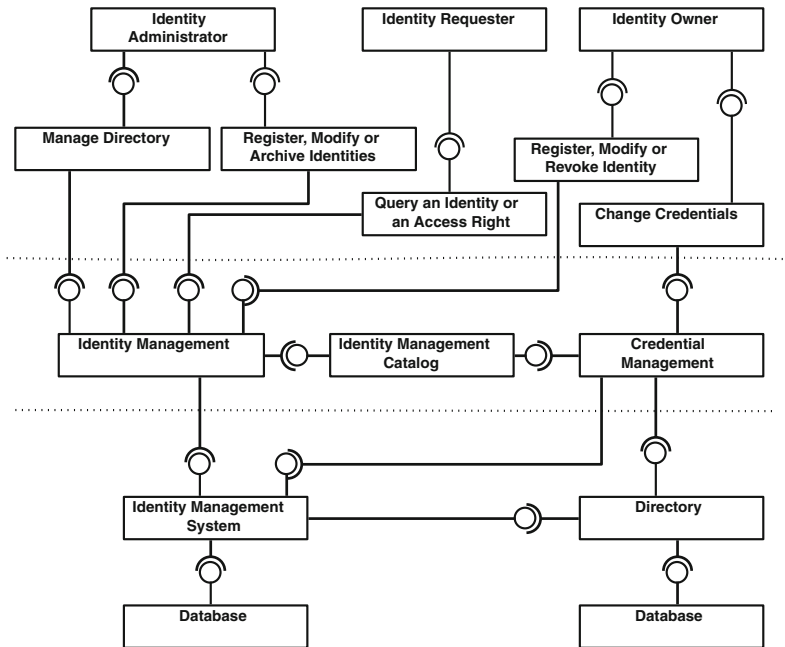 Identity
Administrator
Identity Requester
Identity Owner
Manage Directory
Register, Modify or
Archive Identities
Register, Modify or
Revoke Identity
Query an Identity or
an Access Right
Change Credentials
Identity Management
Identity Management
Catalog
Credential
Management
Identity Management
System
Directory
Database
Database